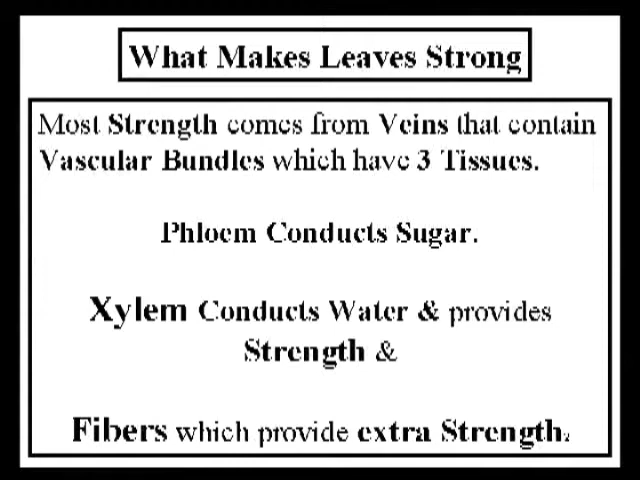 What Makes Leaves Strong
Most Strength comes from Veins that contain
Vascular Bundles which have 3 Tissues.
Phloem Conducts Sugar.
Xylem Conducts Water & provides
Strength &
Fibers which provide extra Strength.